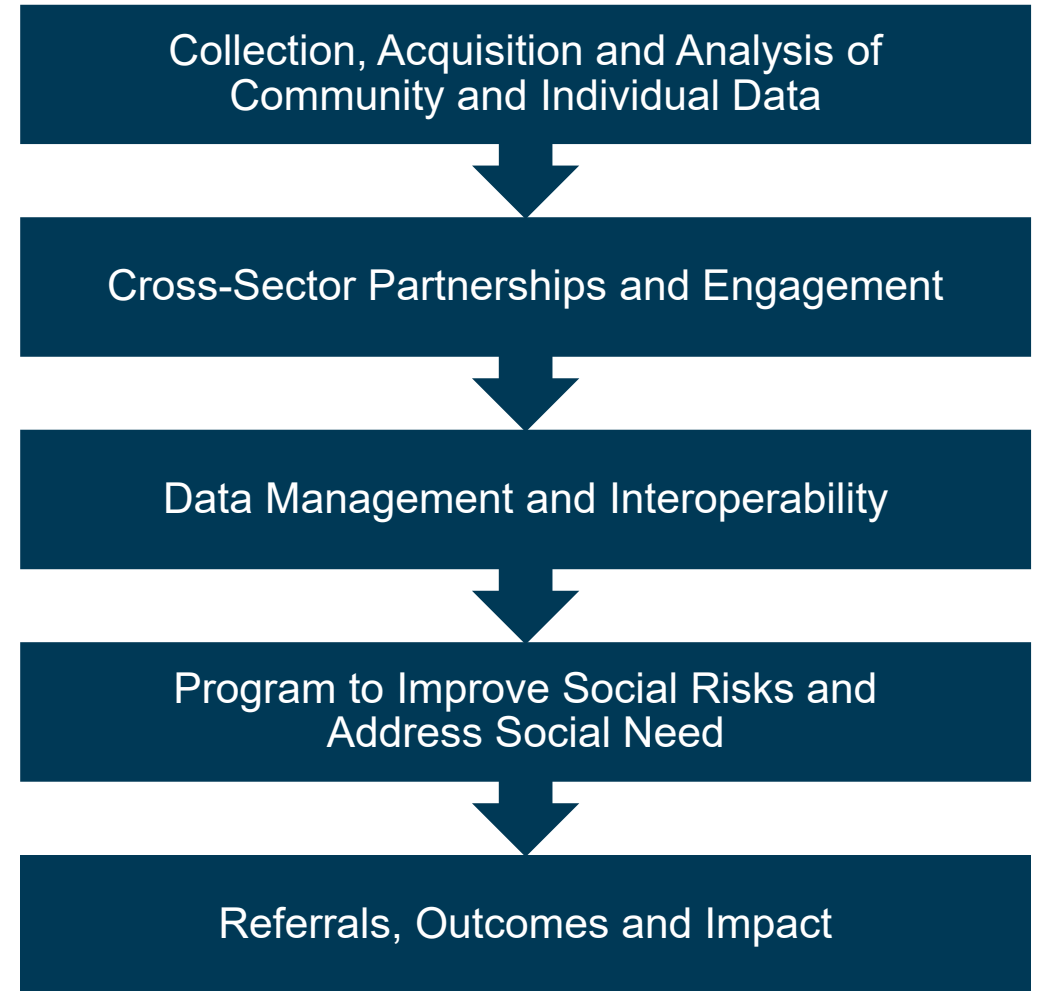 Collection, Acquisition and Analysis of
Community and Individual Data
Cross-Sector Partnerships and Engagement
Data Management and Interoperability
Program to Improve Social Risks and
Address Social Need
Referrals, Outcomes and Impact